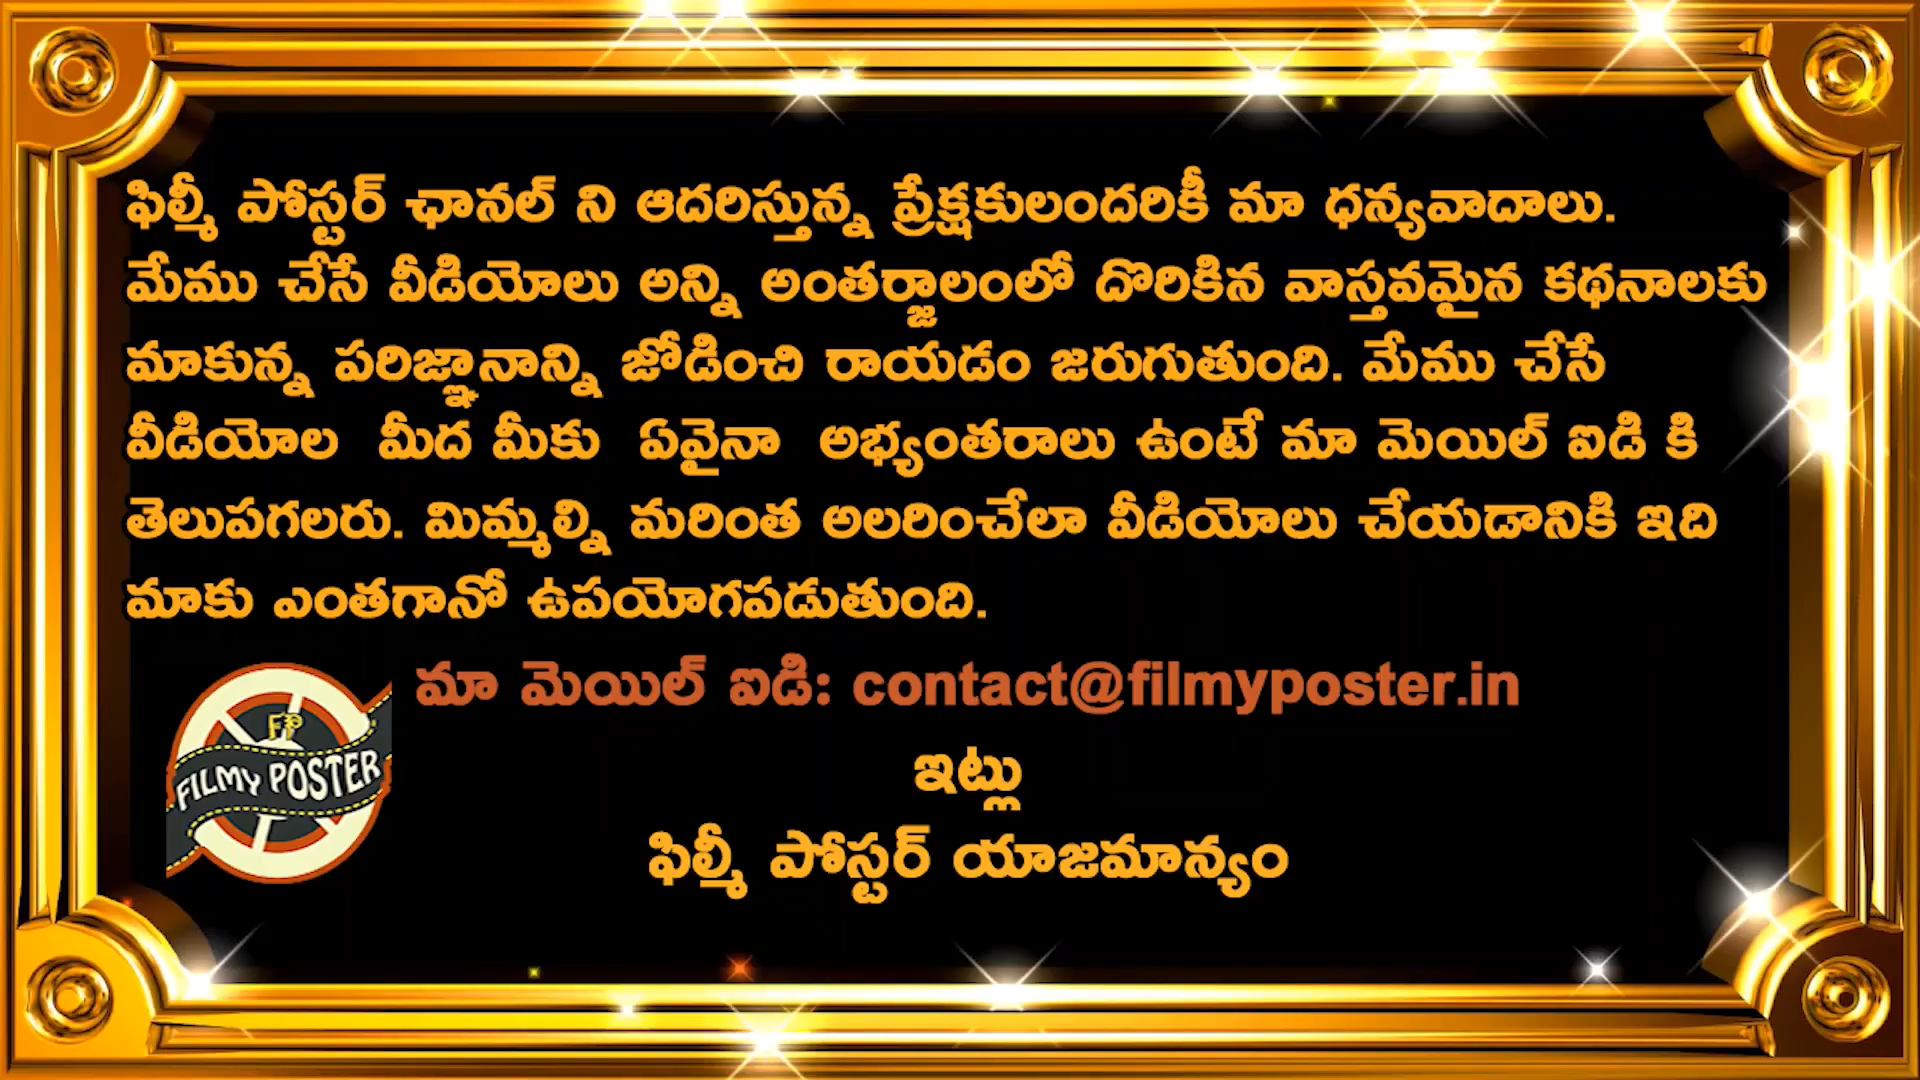 ఫిల్మీ పోస్టర్ ఛానల్ ని ఆదరిస్తున్న ప్రేక్షకులందరికీ మా ధన్యవాదాలు.
మేము చేసే వీడియోలు అన్ని అంతర్జాలంలో దొరికిన వాస్తవమైన కథనాలకు
మాకున్న పరిజ్ఞానాన్ని జోడించి రాయడం జరుగుతుంది. మేము చేసే
వీడియోల మీద మీకు ఏవైనా అభ్యంతరాలు ఉంటే మా మెయిల్ ఐడి కి
తెలుపగలరు. మిమ్మల్ని మరింత అలరించేలా వీడియోలు చేయడానికి ఇది
మాకు ఎంతగానో ఉపయోగపడుతుంది.
మా మెయిల్ ఐడి: contact@filmyposter.in
FP
FILMY POSTER
ఇట్లు
ఫిల్మీ పోస్టర్ యాజమాన్యం